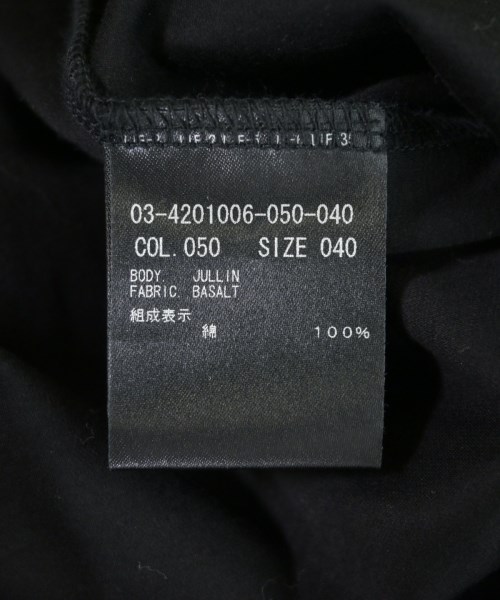 03-4201006-050-040
COL.050 SIZE 040
BODY. JULLIN
FABRIC. BASALT
組成表示
綿 100%